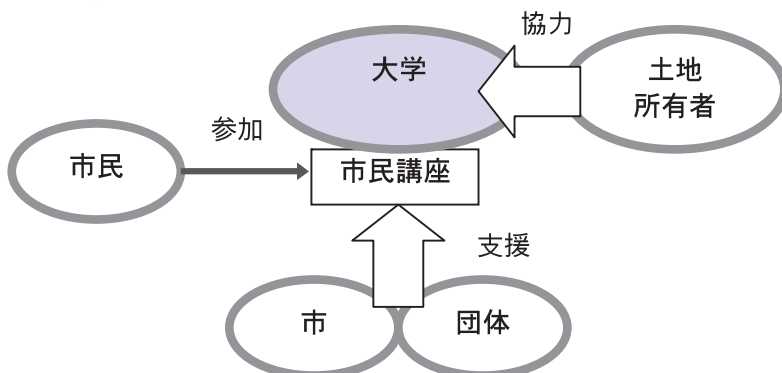 協力
大学
土地
所有者
参加
市民
市民講座
支援
市
団体